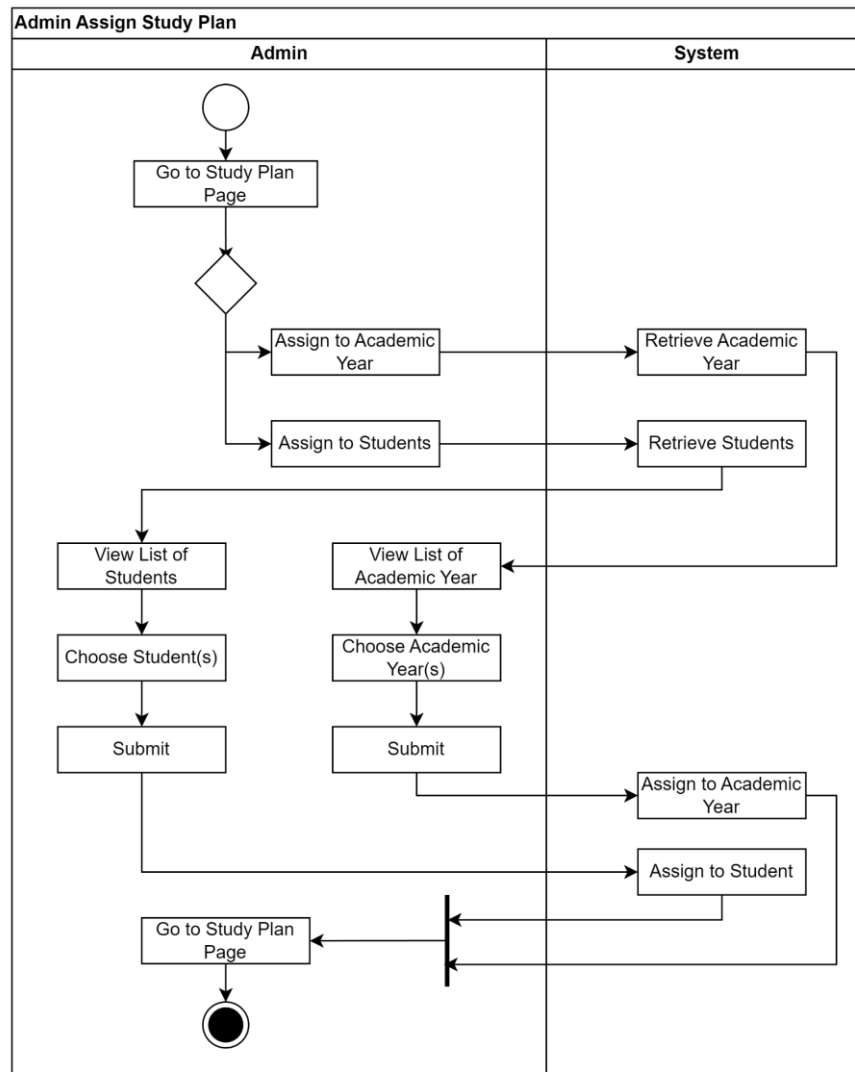 Admin Assign Study Plan
Admin
System
Go to Study Plan
Page
Assign to Academic
Year
Retrieve Academic
Year
Assign to Students
Retrieve Students
View List of
Students
View List of
Academic Year
Choose Student(s)
Choose Academic
Year(s)
Submit
Submit
Assign to Academic
Year
Assign to Student
Go to Study Plan
Page